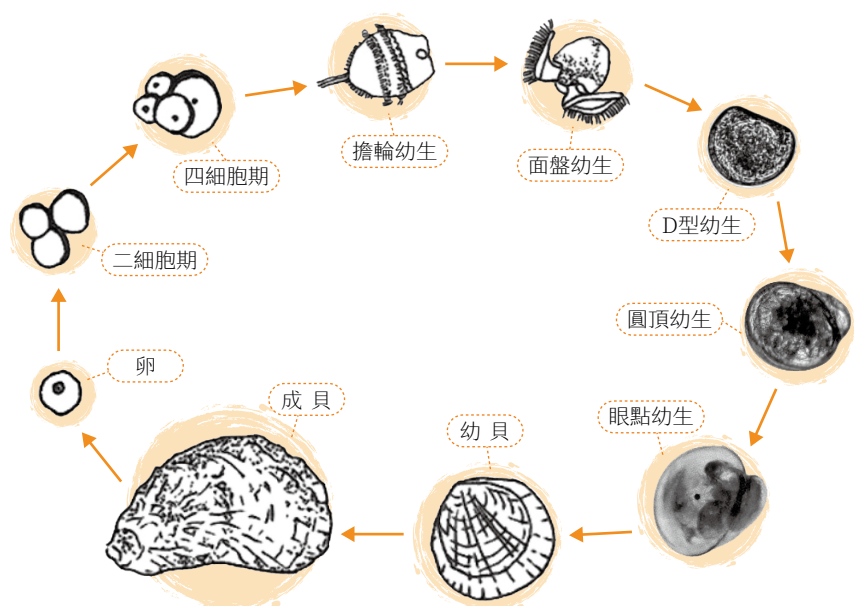 擔輪幼生
面盤幼生
四細胞期
D型幼生
二細胞期
圓頂幼生
卵
成貝
眼點幼生
幼貝